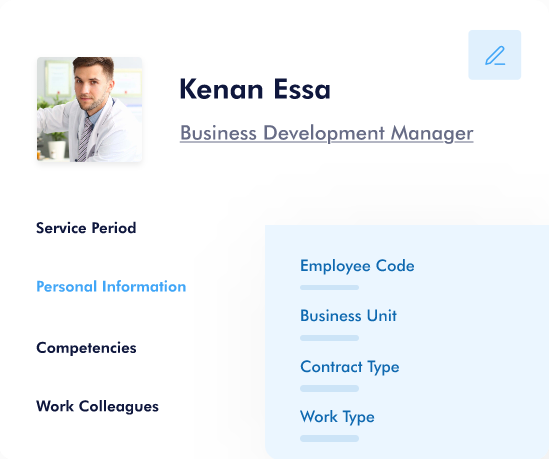 Kenan Essa
Business Development Manager
Service Period
Personal Information
Competencies
Work Colleagues
Employee Code
Business Unit
Contract Type
Work Type